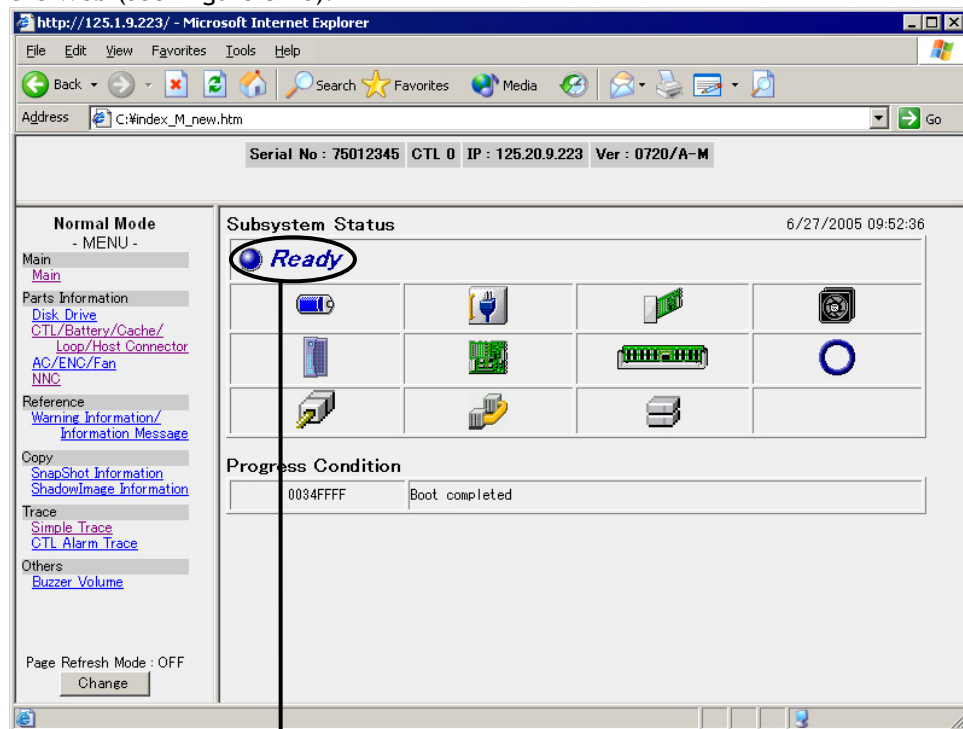 http://125.1.9.223/ - Microsoft Internet Explorer
File Edit View Favorites Tools Help
Back Search Favorites Media
Address C:¥index_M_new.htm Go
Serial No : 75012345 CTL 0 IP : 125.20.9.223 Ver : 0720/A-M
Normal Mode
- MENU -
Main
Main
Parts Information
Disk Drive
CTL/Battery/Cache/
Loop/Host Connector
AC/ENC/Fan
NNC
Reference
Warning Information/
Information Message
Copy
SnapShot Information
ShadowImage Information
Trace
Simple Trace
CTL Alarm Trace
Others
Buzzer Volume
Page Refresh Mode : OFF
Change
Subsystem Status 6/27/2005 09:52:36
Ready
Progress Condition
0034FFFF Boot completed